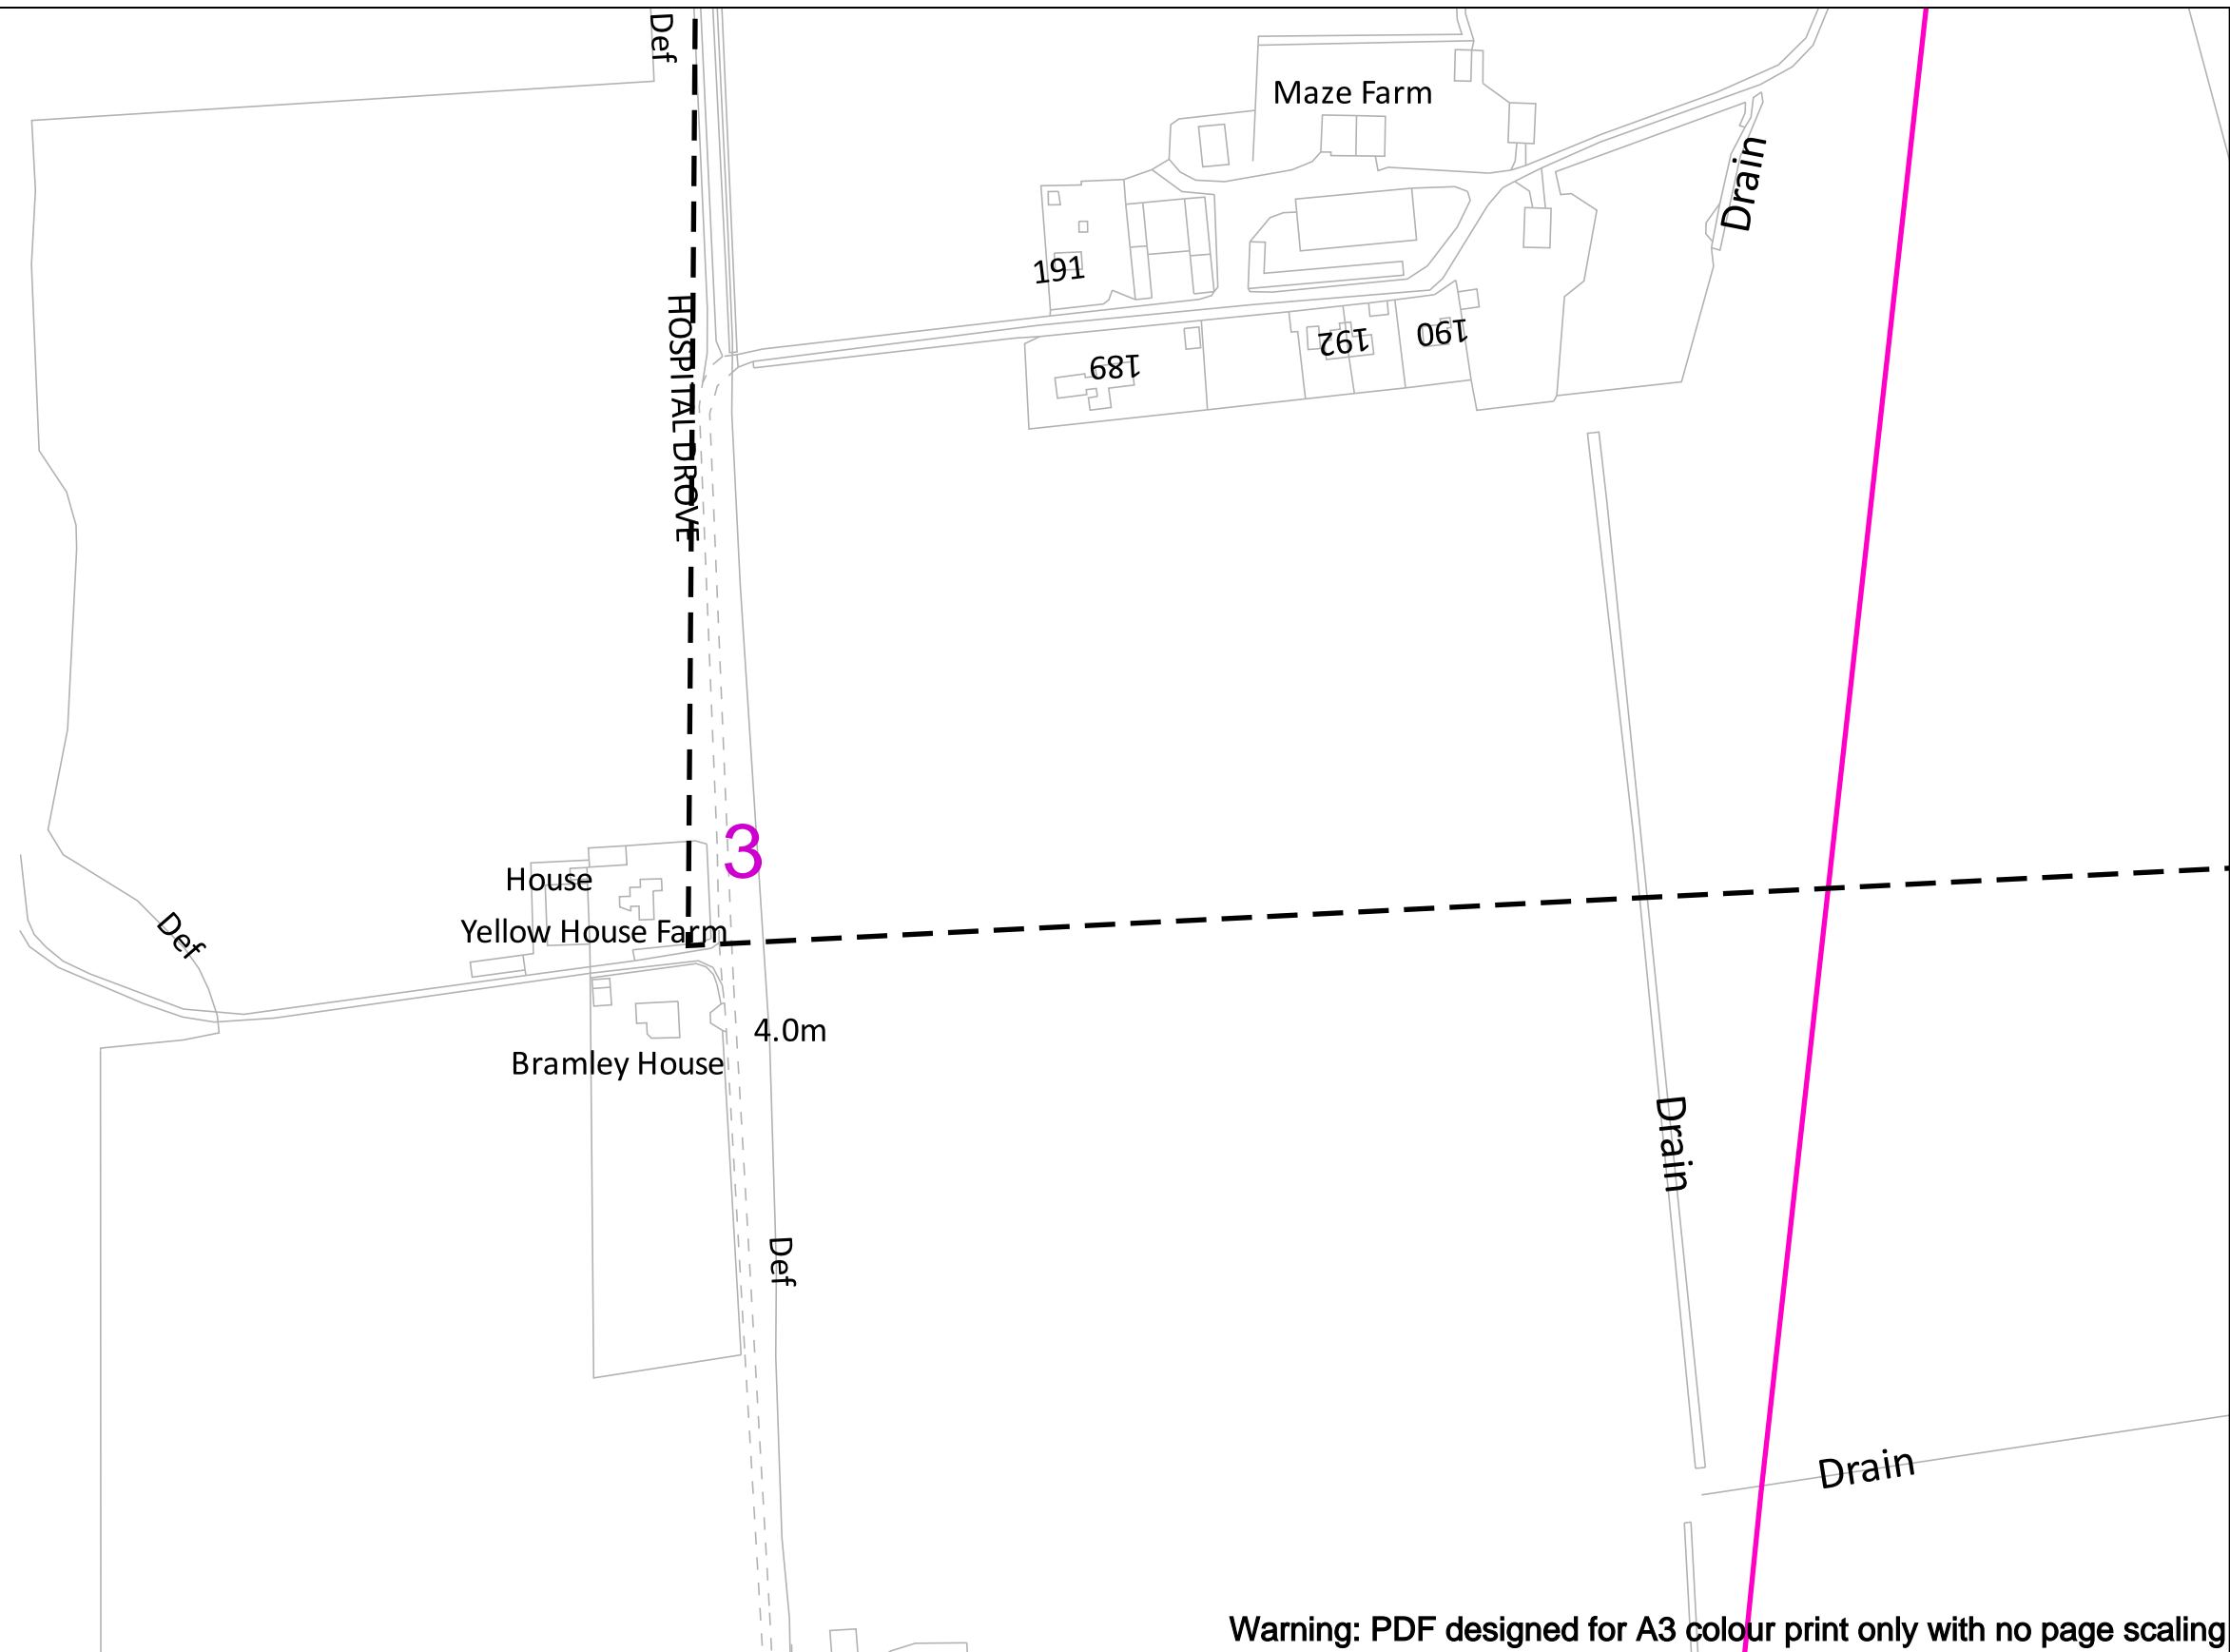 Def
Maze Farm
Drain
191
HOSPITAL DROVE
192
190
189
3
House
Def
Yellow House Farm
4.0m
Bramley House
Drain
Def
Drain
Warning: PDF designed for A3 colour print only with no page scaling